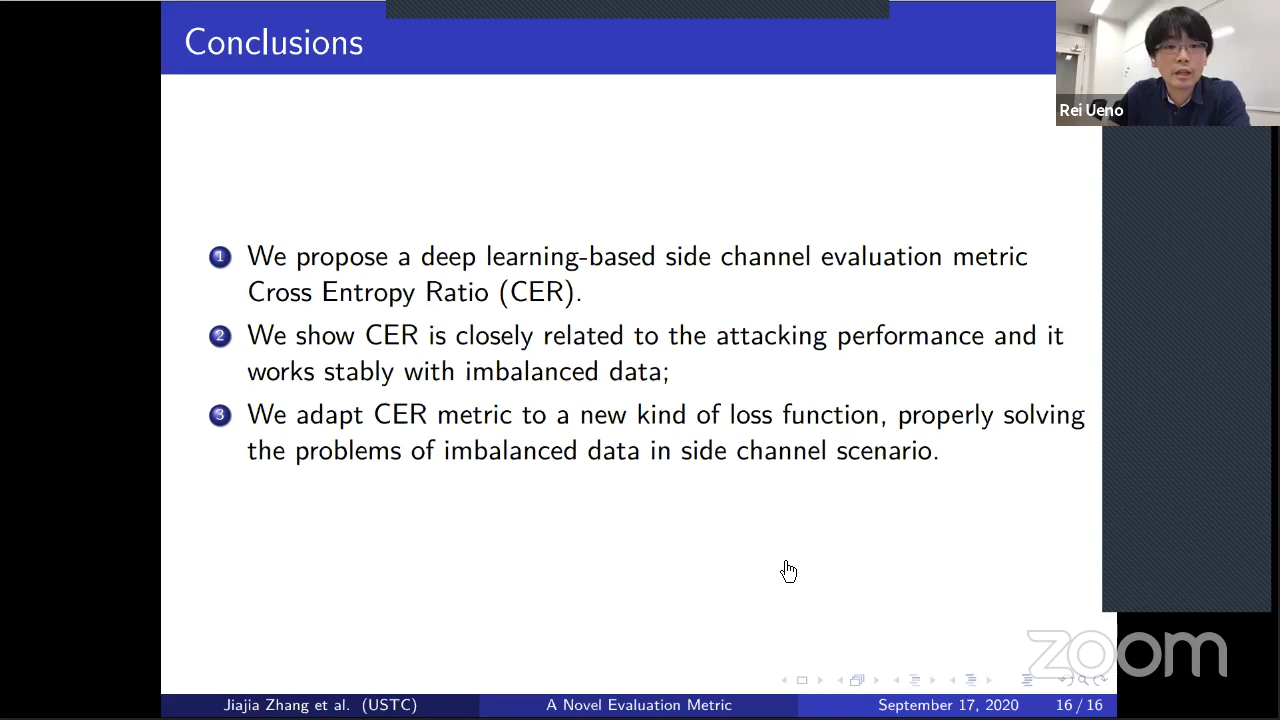 Conclusions
Rei Ueno
1 We propose a deep learning-based side channel evaluation metric
Cross Entropy Ratio (CER).
2 We show CER is closely related to the attacking performance and it
works stably with imbalanced data;
3 We adapt CER metric to a new kind of loss function, properly solving
the problems of imbalanced data in side channel scenario.
zoom
Jiajia Zhang et al. (USTC) A Novel Evaluation Metric September 17, 2020 16 / 16